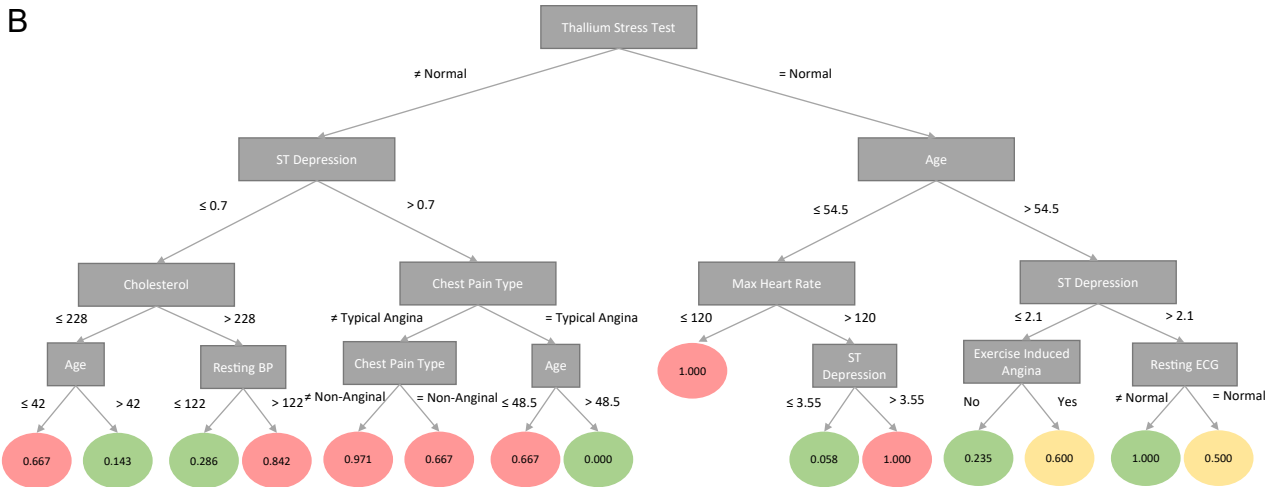 B
Thallium Stress Test
≠ Normal
= Normal
ST Depression
Age
≤ 0.7
> 0.7
≤ 54.5
> 54.5
Cholesterol
Chest Pain Type
Max Heart Rate
ST Depression
≤ 228
> 228
≠ Typical Angina
= Typical Angina
≤ 120
> 120
≤ 2.1
> 2.1
Age
Resting BP
Chest Pain Type
Age
1.000
ST
Depression
Exercise Induced
Angina
Resting ECG
≤ 42
> 42
≤ 122
> 122
≠ Non-Anginal
= Non-Anginal
≤ 48.5
> 48.5
≤ 3.55
> 3.55
No
Yes
≠ Normal
= Normal
0.667
0.143
0.286
0.842
0.971
0.667
0.667
0.000
0.058
1.000
0.235
0.600
1.000
0.500